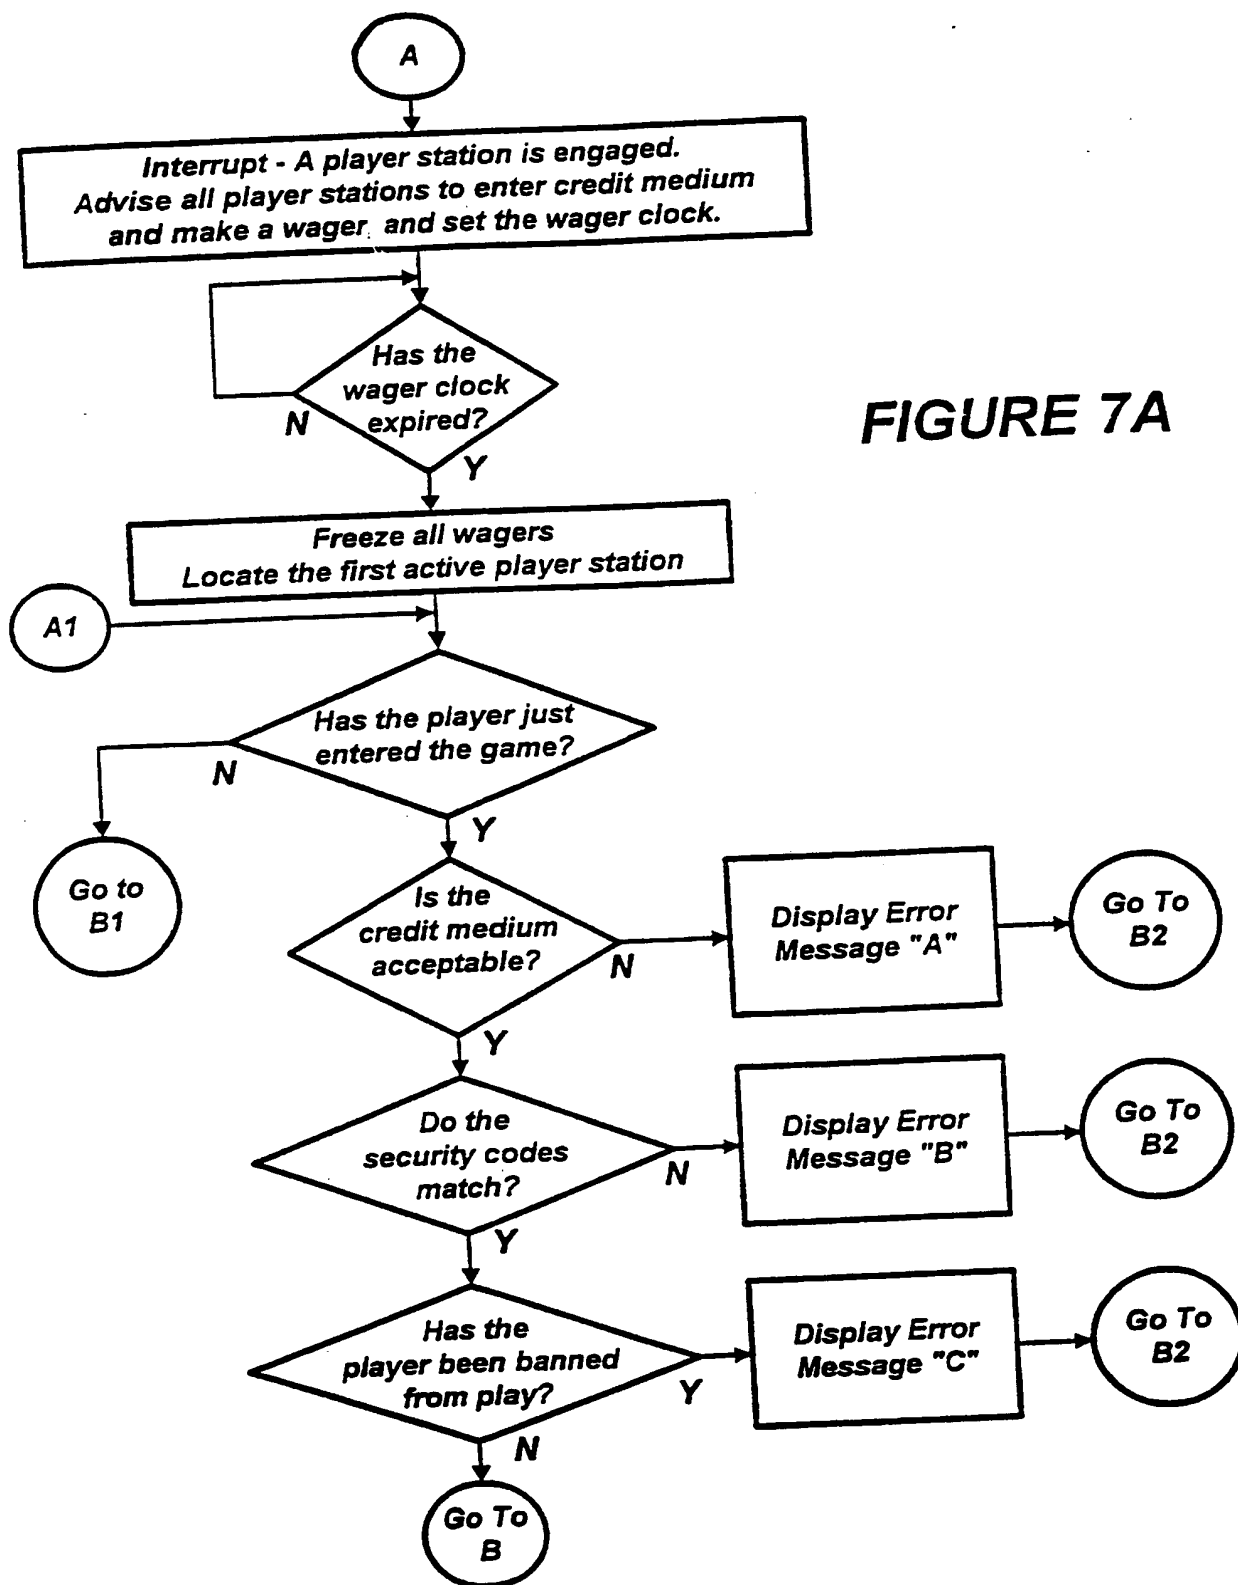 A
Interrupt - A player station is engaged.
Advise all player stations to enter credit medium
and make a wager and set the wager clock.
Has the
wager clock
expired?
N
Y
FIGURE 7A
Freeze all wagers
Locate the first active player station
A1
Has the player just
entered the game?
N
Y
Go to
B1
Is the
credit medium
acceptable?
N
Y
Display Error
Message "A"
Go To
B2
Do the
security codes
match?
N
Y
Display Error
Message "B"
Go To
B2
Has the
player been banned
from play?
Y
N
Display Error
Message "C"
Go To
B2
Go To
B